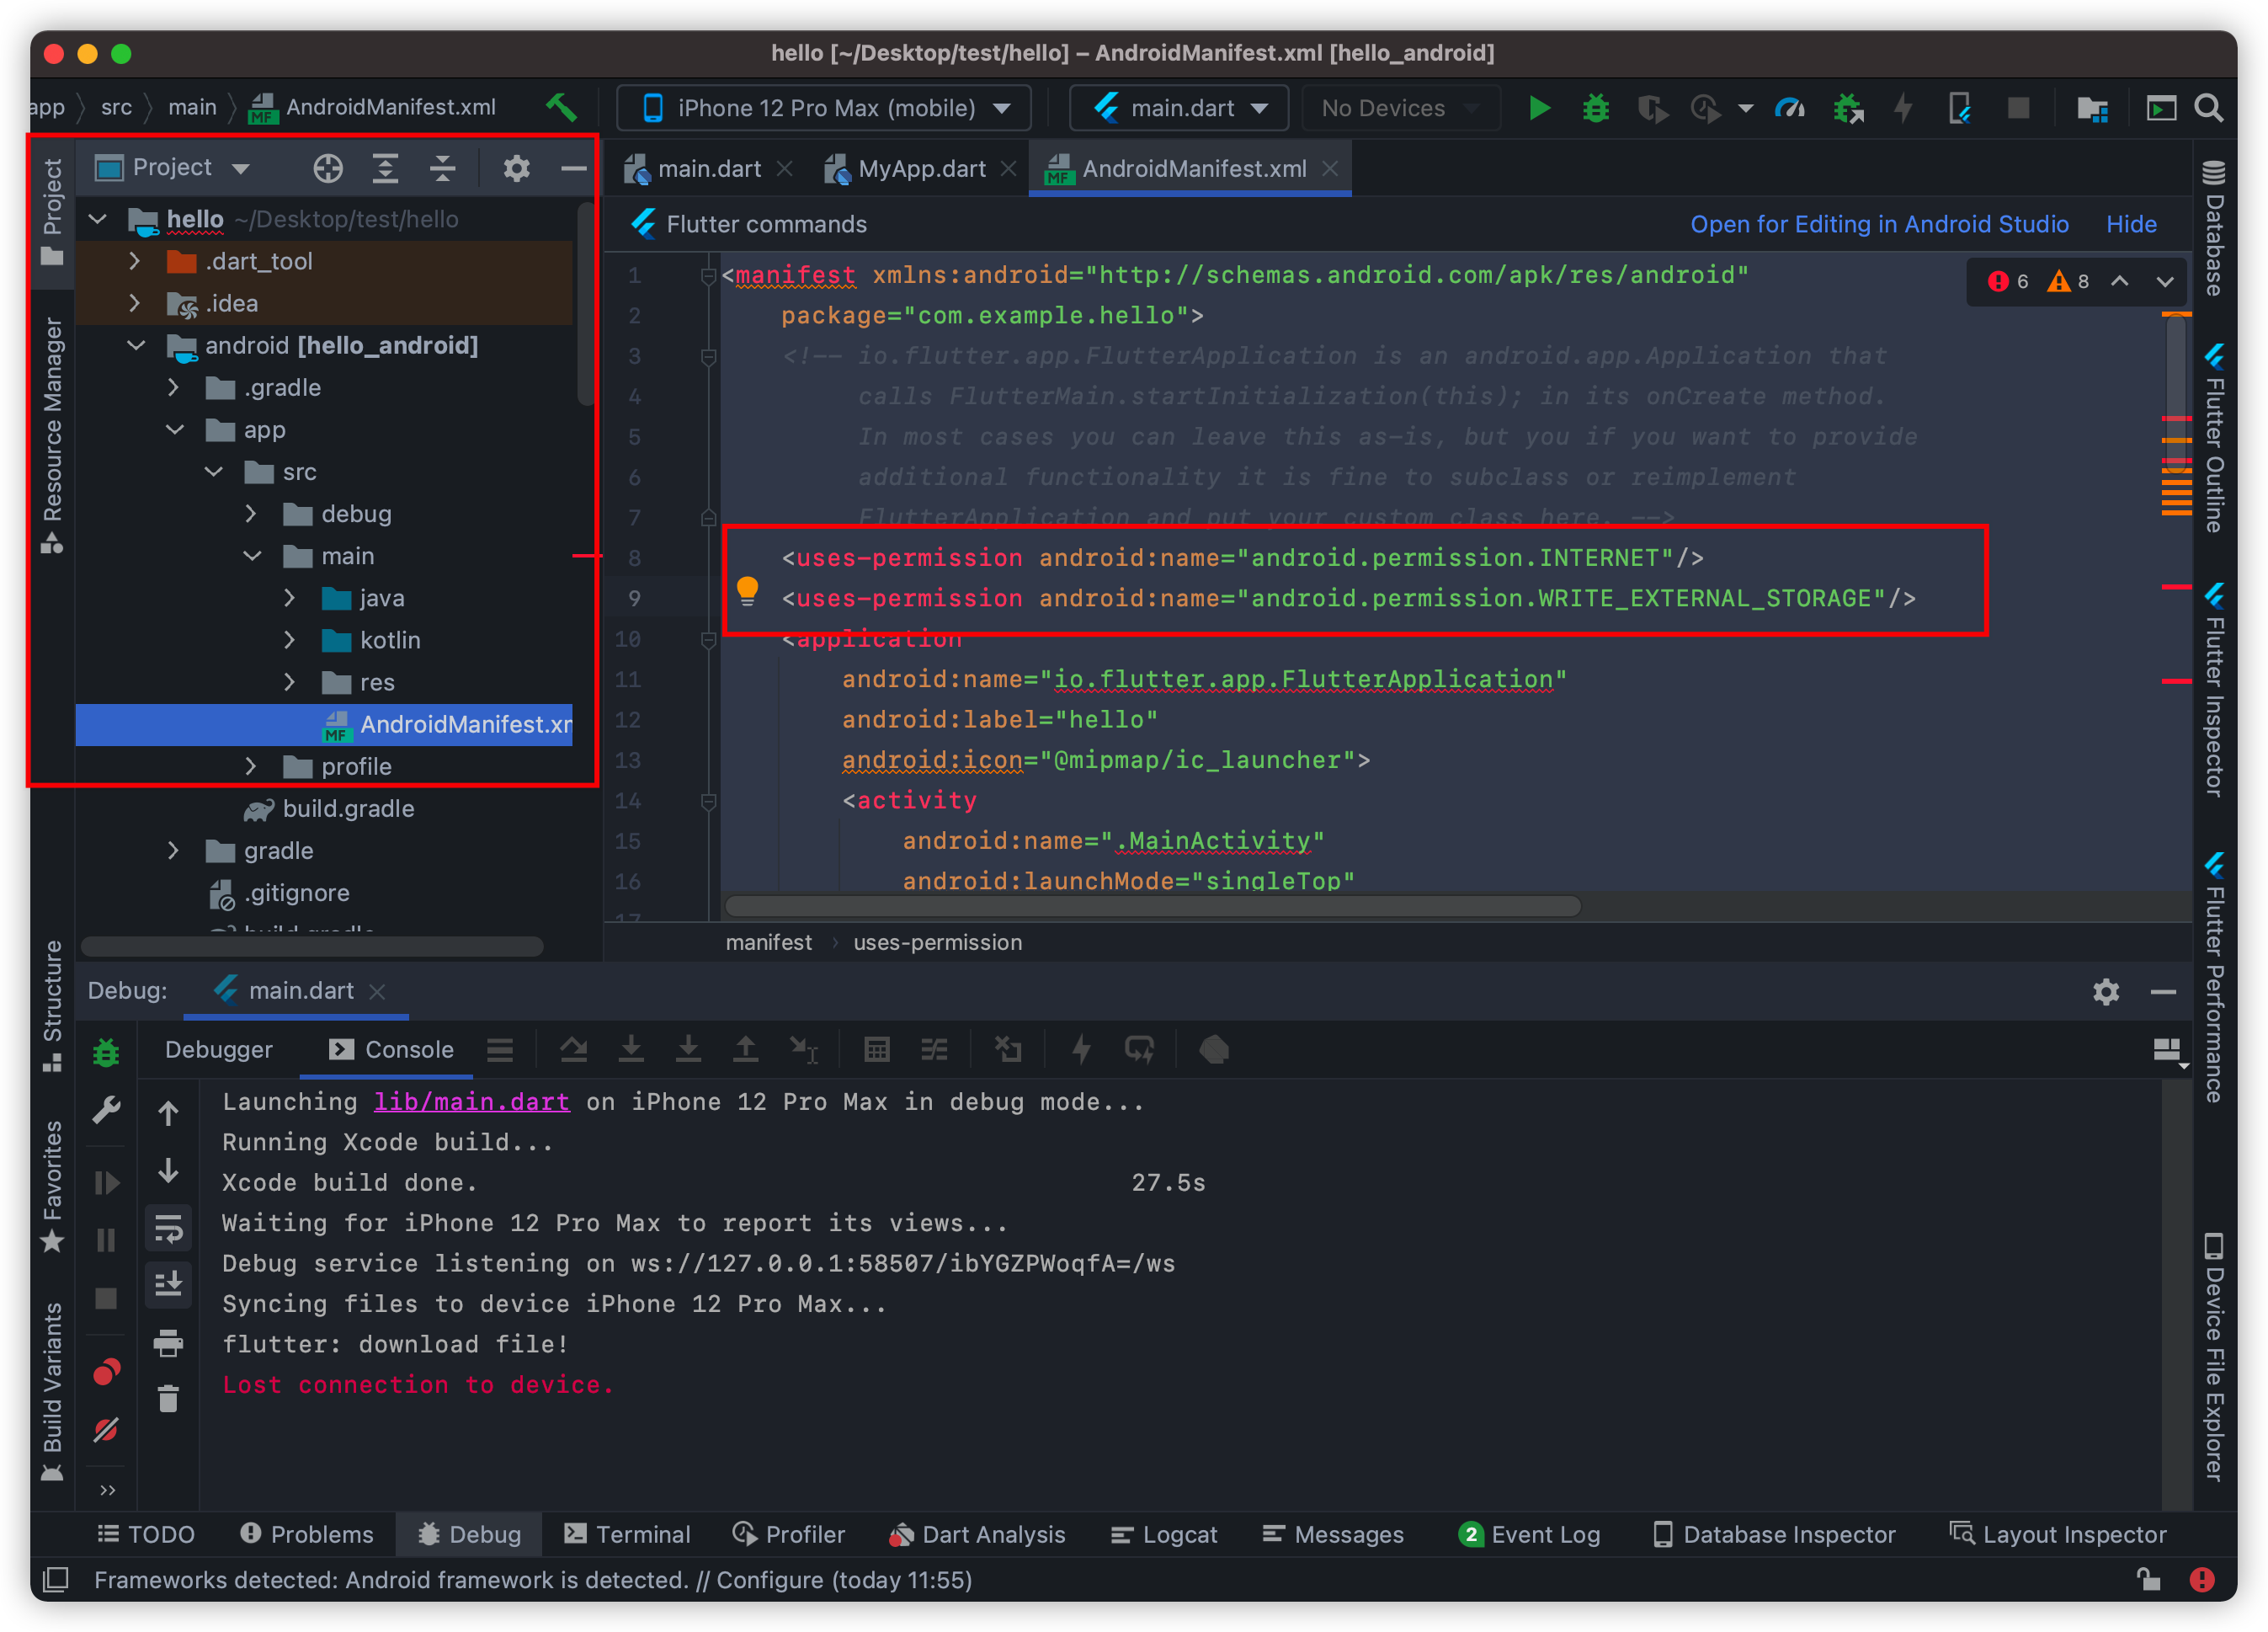 hello [~/Desktop/test/hello] – AndroidManifest.xml [hello_android]
app src main AndroidManifest.xml iPhone 12 Pro Max (mobile) main.dart No Devices
Project
Resource Manager
Structure
Favorites
Build Variants
Project
hello ~/Desktop/test/hello
.dart_tool
.idea
android [hello_android]
.gradle
app
src
debug
main
java
kotlin
res
AndroidManifest.xm
profile
build.gradle
gradle
.gitignore
build.gradle
main.dart MyApp.dart AndroidManifest.xml
Flutter commands Open for Editing in Android Studio Hide
6 8
1 <manifest xmlns:android="http://schemas.android.com/apk/res/android"
2 package="com.example.hello">
3 <!-- io.flutter.app.FlutterApplication is an android.app.Application that
4 calls FlutterMain.startInitialization(this); in its onCreate method.
5 In most cases you can leave this as-is, but you if you want to provide
6 additional functionality it is fine to subclass or reimplement
7 FlutterApplication and put your custom class here. -->
8 <uses-permission android:name="android.permission.INTERNET"/>
9 <uses-permission android:name="android.permission.WRITE_EXTERNAL_STORAGE"/>
10 <application
11 android:name="io.flutter.app.FlutterApplication"
12 android:label="hello"
13 android:icon="@mipmap/ic_launcher">
14 <activity
15 android:name=".MainActivity"
16 android:launchMode="singleTop"
17
manifest uses-permission
Database
Flutter Outline
Flutter Inspector
Flutter Performance
Device File Explorer
Debug: main.dart
Debugger Console
Launching lib/main.dart on iPhone 12 Pro Max in debug mode...
Running Xcode build...
Xcode build done. 27.5s
Waiting for iPhone 12 Pro Max to report its views...
Debug service listening on ws://127.0.0.1:58507/ibYGZPWoqfA=/ws
Syncing files to device iPhone 12 Pro Max...
flutter: download file!
Lost connection to device.
TODO Problems Debug Terminal Profiler Dart Analysis Logcat Messages 2 Event Log Database Inspector Layout Inspector
Frameworks detected: Android framework is detected. // Configure (today 11:55)